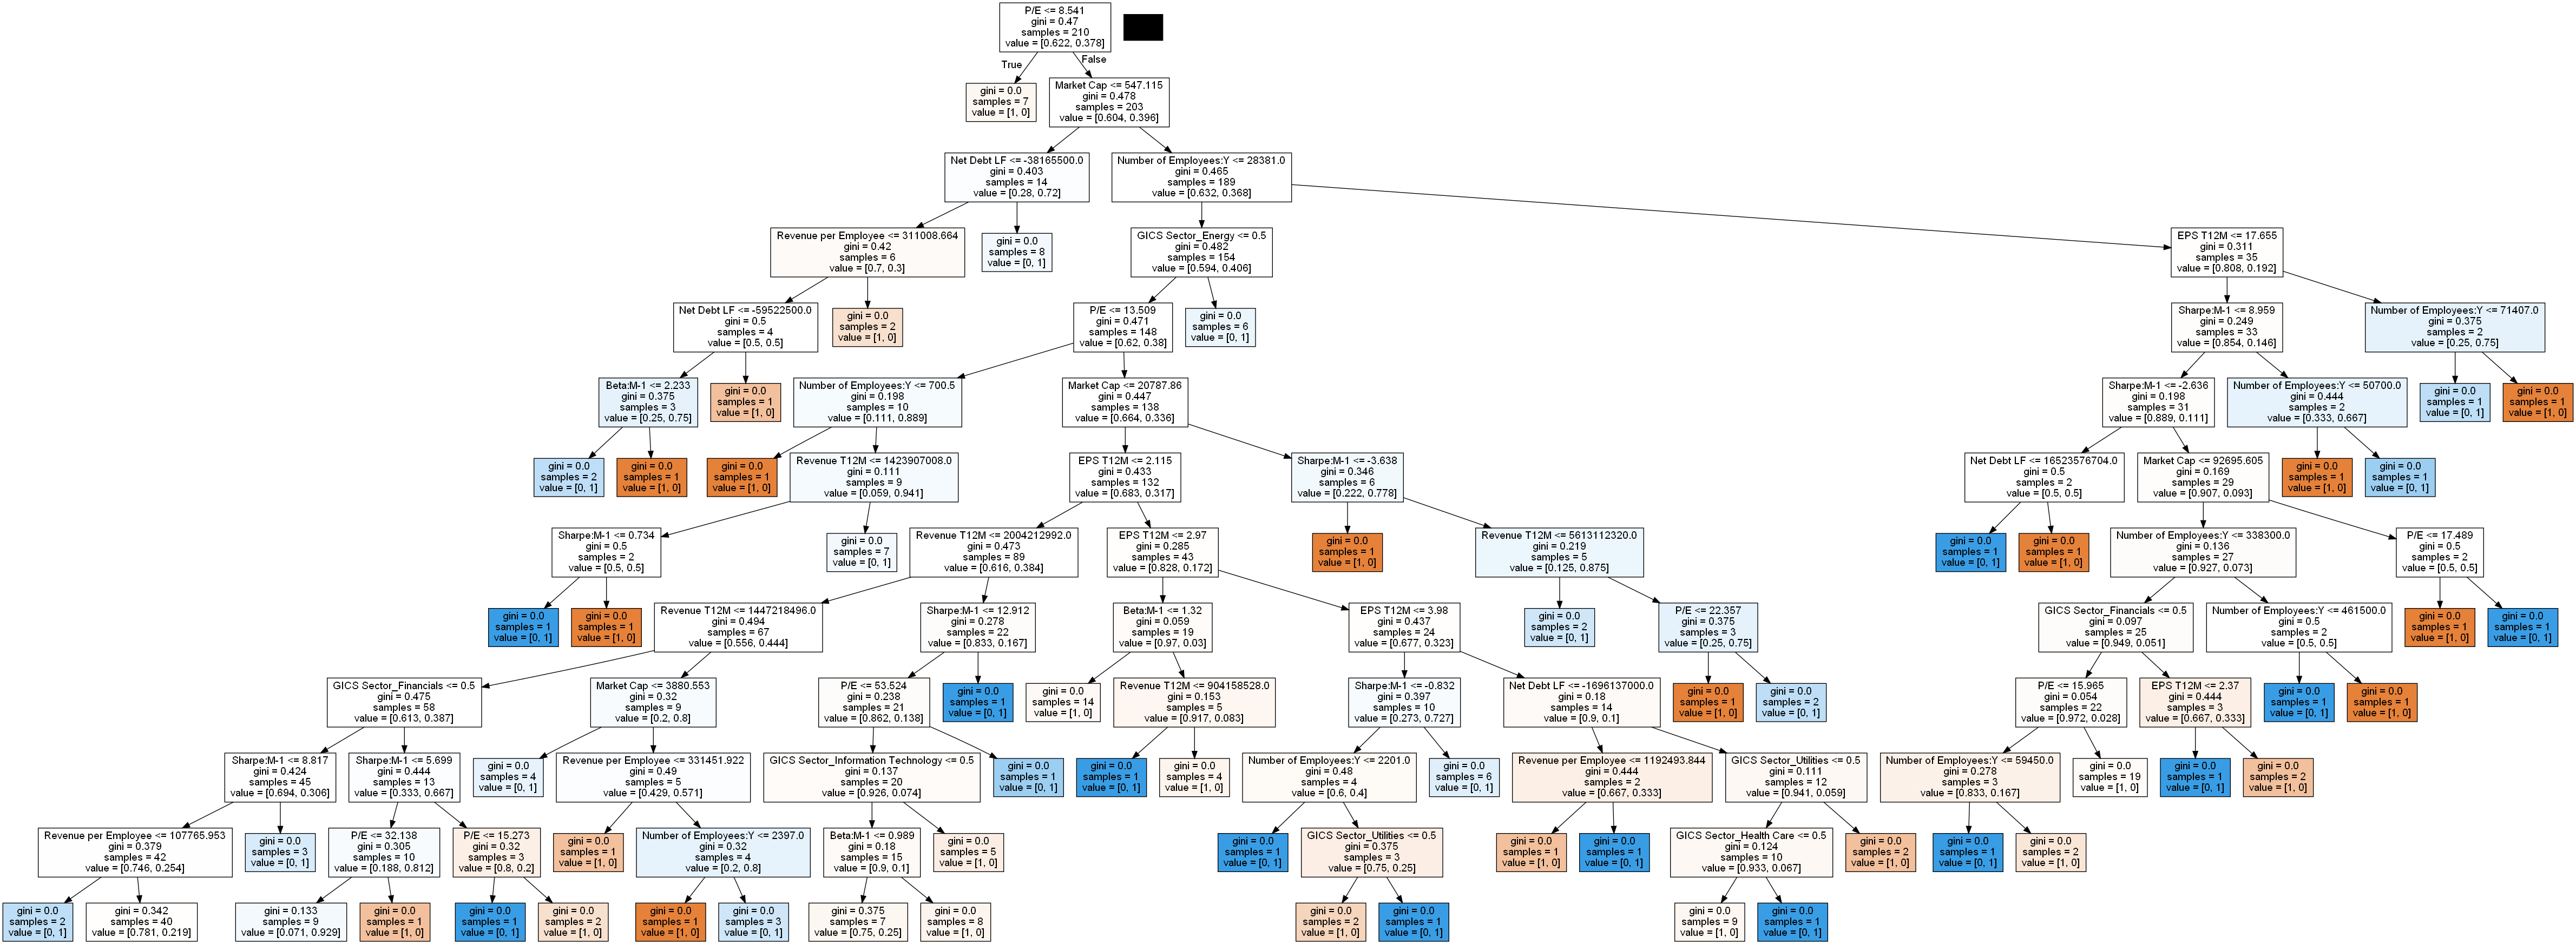 P/E <= 8.541
gini = 0.47
samples = 210
value = [0.622, 0.378]
True
False
gini = 0.0
samples = 7
value = [1, 0]
Market Cap <= 547.115
gini = 0.478
samples = 203
value = [0.604, 0.396]
Net Debt LF <= -38165500.0
gini = 0.403
samples = 14
value = [0.28, 0.72]
Number of Employees:Y <= 28381.0
gini = 0.465
samples = 189
value = [0.632, 0.368]
Revenue per Employee <= 311008.664
gini = 0.42
samples = 6
value = [0.7, 0.3]
gini = 0.0
samples = 8
value = [0, 1]
GICS Sector_Energy <= 0.5
gini = 0.482
samples = 154
value = [0.594, 0.406]
EPS T12M <= 17.655
gini = 0.311
samples = 35
value = [0.808, 0.192]
Net Debt LF <= -59522500.0
gini = 0.5
samples = 4
value = [0.5, 0.5]
gini = 0.0
samples = 2
value = [1, 0]
P/E <= 13.509
gini = 0.471
samples = 148
value = [0.62, 0.38]
gini = 0.0
samples = 6
value = [0, 1]
Sharpe:M-1 <= 8.959
gini = 0.249
samples = 33
value = [0.854, 0.146]
Number of Employees:Y <= 71407.0
gini = 0.375
samples = 2
value = [0.25, 0.75]
Beta:M-1 <= 2.233
gini = 0.375
samples = 3
value = [0.25, 0.75]
gini = 0.0
samples = 1
value = [1, 0]
Number of Employees:Y <= 700.5
gini = 0.198
samples = 10
value = [0.111, 0.889]
Market Cap <= 20787.86
gini = 0.447
samples = 138
value = [0.664, 0.336]
Sharpe:M-1 <= -2.636
gini = 0.198
samples = 31
value = [0.889, 0.111]
Number of Employees:Y <= 50700.0
gini = 0.444
samples = 2
value = [0.333, 0.667]
gini = 0.0
samples = 1
value = [0, 1]
gini = 0.0
samples = 1
value = [1, 0]
gini = 0.0
samples = 2
value = [0, 1]
gini = 0.0
samples = 1
value = [1, 0]
gini = 0.0
samples = 1
value = [1, 0]
Revenue T12M <= 1423907008.0
gini = 0.111
samples = 9
value = [0.059, 0.941]
EPS T12M <= 2.115
gini = 0.433
samples = 132
value = [0.683, 0.317]
Sharpe:M-1 <= -3.638
gini = 0.346
samples = 6
value = [0.222, 0.778]
Net Debt LF <= 16523576704.0
gini = 0.5
samples = 2
value = [0.5, 0.5]
Market Cap <= 92695.605
gini = 0.169
samples = 29
value = [0.907, 0.093]
gini = 0.0
samples = 1
value = [1, 0]
gini = 0.0
samples = 1
value = [0, 1]
Sharpe:M-1 <= 0.734
gini = 0.5
samples = 2
value = [0.5, 0.5]
gini = 0.0
samples = 7
value = [0, 1]
Revenue T12M <= 2004212992.0
gini = 0.473
samples = 89
value = [0.616, 0.384]
EPS T12M <= 2.97
gini = 0.285
samples = 43
value = [0.828, 0.172]
gini = 0.0
samples = 1
value = [1, 0]
Revenue T12M <= 5613112320.0
gini = 0.219
samples = 5
value = [0.125, 0.875]
gini = 0.0
samples = 1
value = [0, 1]
gini = 0.0
samples = 1
value = [1, 0]
Number of Employees:Y <= 338300.0
gini = 0.136
samples = 27
value = [0.927, 0.073]
P/E <= 17.489
gini = 0.5
samples = 2
value = [0.5, 0.5]
gini = 0.0
samples = 1
value = [0, 1]
gini = 0.0
samples = 1
value = [1, 0]
Revenue T12M <= 1447218496.0
gini = 0.494
samples = 67
value = [0.556, 0.444]
Sharpe:M-1 <= 12.912
gini = 0.278
samples = 22
value = [0.833, 0.167]
Beta:M-1 <= 1.32
gini = 0.059
samples = 19
value = [0.97, 0.03]
EPS T12M <= 3.98
gini = 0.437
samples = 24
value = [0.677, 0.323]
gini = 0.0
samples = 2
value = [0, 1]
P/E <= 22.357
gini = 0.375
samples = 3
value = [0.25, 0.75]
GICS Sector_Financials <= 0.5
gini = 0.097
samples = 25
value = [0.949, 0.051]
Number of Employees:Y <= 461500.0
gini = 0.5
samples = 2
value = [0.5, 0.5]
gini = 0.0
samples = 1
value = [1, 0]
gini = 0.0
samples = 1
value = [0, 1]
GICS Sector_Financials <= 0.5
gini = 0.475
samples = 58
value = [0.613, 0.387]
Market Cap <= 3880.553
gini = 0.32
samples = 9
value = [0.2, 0.8]
P/E <= 53.524
gini = 0.238
samples = 21
value = [0.862, 0.138]
gini = 0.0
samples = 1
value = [0, 1]
gini = 0.0
samples = 14
value = [1, 0]
Revenue T12M <= 904158528.0
gini = 0.153
samples = 5
value = [0.917, 0.083]
Sharpe:M-1 <= -0.832
gini = 0.397
samples = 10
value = [0.273, 0.727]
Net Debt LF <= -1696137000.0
gini = 0.18
samples = 14
value = [0.9, 0.1]
gini = 0.0
samples = 1
value = [1, 0]
gini = 0.0
samples = 2
value = [0, 1]
P/E <= 15.965
gini = 0.054
samples = 22
value = [0.972, 0.028]
EPS T12M <= 2.37
gini = 0.444
samples = 3
value = [0.667, 0.333]
gini = 0.0
samples = 1
value = [0, 1]
gini = 0.0
samples = 1
value = [1, 0]
Sharpe:M-1 <= 8.817
gini = 0.424
samples = 45
value = [0.694, 0.306]
Sharpe:M-1 <= 5.699
gini = 0.444
samples = 13
value = [0.333, 0.667]
gini = 0.0
samples = 4
value = [0, 1]
Revenue per Employee <= 331451.922
gini = 0.49
samples = 5
value = [0.429, 0.571]
GICS Sector_Information Technology <= 0.5
gini = 0.137
samples = 20
value = [0.926, 0.074]
gini = 0.0
samples = 1
value = [0, 1]
gini = 0.0
samples = 1
value = [0, 1]
gini = 0.0
samples = 4
value = [1, 0]
Number of Employees:Y <= 2201.0
gini = 0.48
samples = 4
value = [0.6, 0.4]
gini = 0.0
samples = 6
value = [0, 1]
Revenue per Employee <= 1192493.844
gini = 0.444
samples = 2
value = [0.667, 0.333]
GICS Sector_Utilities <= 0.5
gini = 0.111
samples = 12
value = [0.941, 0.059]
Number of Employees:Y <= 59450.0
gini = 0.278
samples = 3
value = [0.833, 0.167]
gini = 0.0
samples = 19
value = [1, 0]
gini = 0.0
samples = 1
value = [0, 1]
gini = 0.0
samples = 2
value = [1, 0]
Revenue per Employee <= 107765.953
gini = 0.379
samples = 42
value = [0.746, 0.254]
gini = 0.0
samples = 3
value = [0, 1]
P/E <= 32.138
gini = 0.305
samples = 10
value = [0.188, 0.812]
P/E <= 15.273
gini = 0.32
samples = 3
value = [0.8, 0.2]
gini = 0.0
samples = 1
value = [1, 0]
Number of Employees:Y <= 2397.0
gini = 0.32
samples = 4
value = [0.2, 0.8]
Beta:M-1 <= 0.989
gini = 0.18
samples = 15
value = [0.9, 0.1]
gini = 0.0
samples = 5
value = [1, 0]
gini = 0.0
samples = 1
value = [0, 1]
GICS Sector_Utilities <= 0.5
gini = 0.375
samples = 3
value = [0.75, 0.25]
gini = 0.0
samples = 1
value = [1, 0]
gini = 0.0
samples = 1
value = [0, 1]
GICS Sector_Health Care <= 0.5
gini = 0.124
samples = 10
value = [0.933, 0.067]
gini = 0.0
samples = 2
value = [1, 0]
gini = 0.0
samples = 1
value = [0, 1]
gini = 0.0
samples = 2
value = [1, 0]
gini = 0.0
samples = 2
value = [0, 1]
gini = 0.342
samples = 40
value = [0.781, 0.219]
gini = 0.133
samples = 9
value = [0.071, 0.929]
gini = 0.0
samples = 1
value = [1, 0]
gini = 0.0
samples = 1
value = [0, 1]
gini = 0.0
samples = 2
value = [1, 0]
gini = 0.0
samples = 1
value = [1, 0]
gini = 0.0
samples = 3
value = [0, 1]
gini = 0.375
samples = 7
value = [0.75, 0.25]
gini = 0.0
samples = 8
value = [1, 0]
gini = 0.0
samples = 2
value = [1, 0]
gini = 0.0
samples = 1
value = [0, 1]
gini = 0.0
samples = 9
value = [1, 0]
gini = 0.0
samples = 1
value = [0, 1]